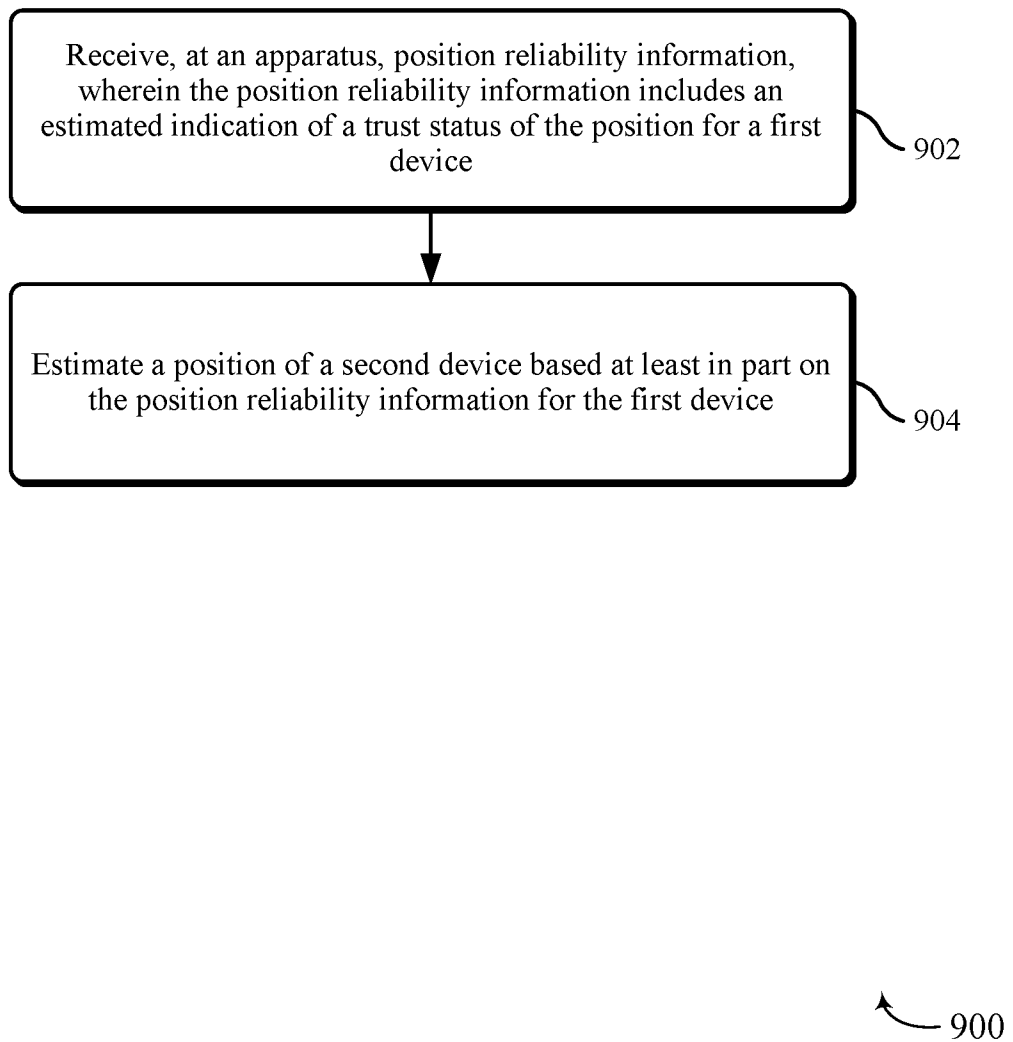 Receive, at an apparatus, position reliability information,
wherein the position reliability information includes an
estimated indication of a trust status of the position for a first
device
902
Estimate a position of a second device based at least in part on
the position reliability information for the first device
904
900